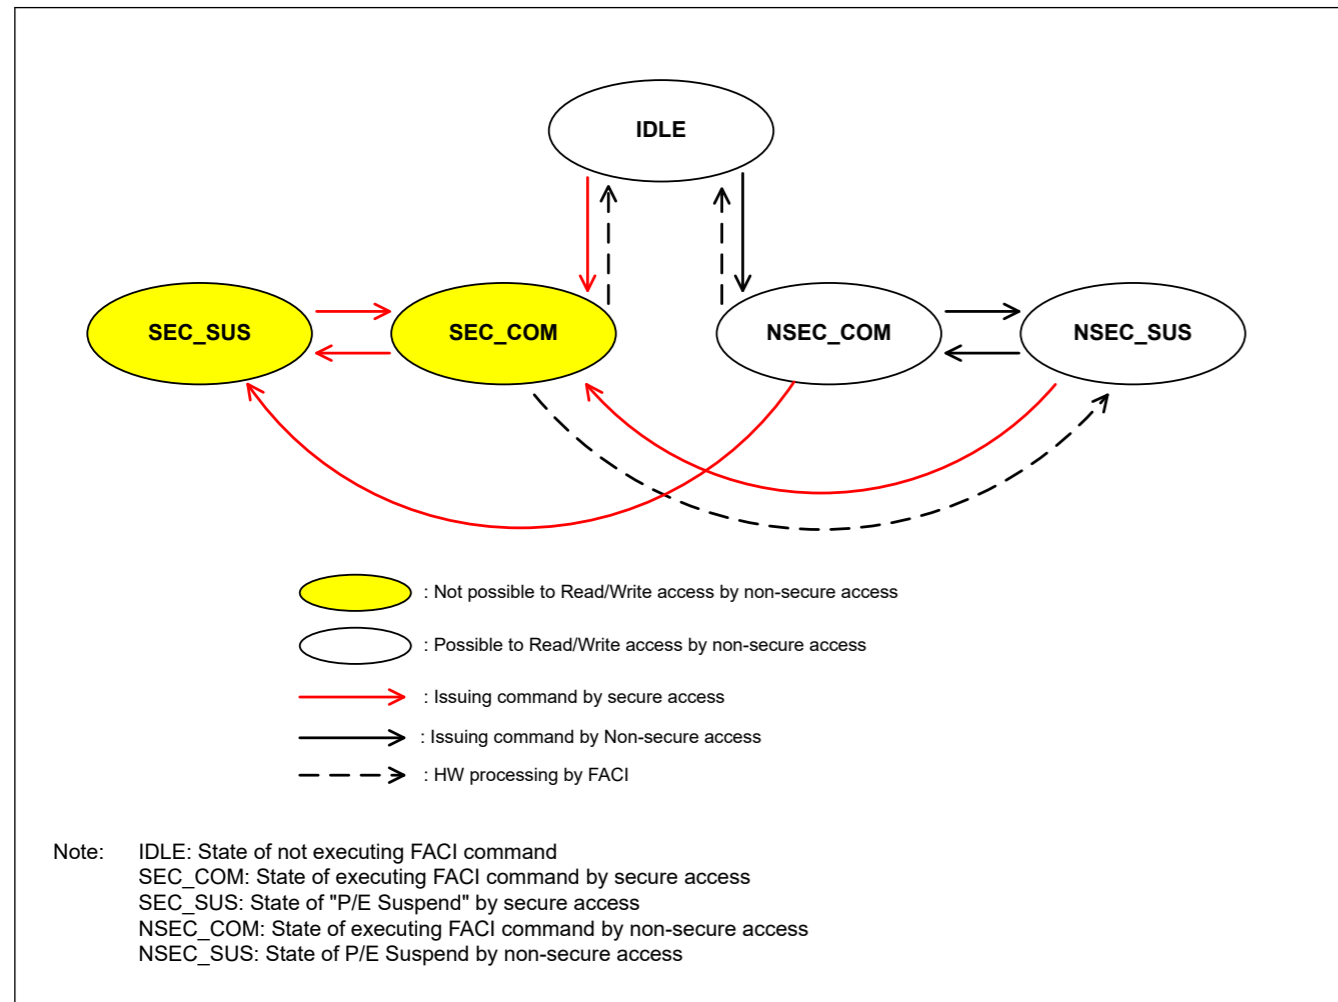 IDLE
SEC_SUS
SEC_COM
NSEC_COM
NSEC_SUS
: Not possible to Read/Write access by non-secure access
: Possible to Read/Write access by non-secure access
: Issuing command by secure access
: Issuing command by Non-secure access
: HW processing by FACI
Note: IDLE: State of not executing FACI command
SEC_COM: State of executing FACI command by secure access
SEC_SUS: State of "P/E Suspend" by secure access
NSEC_COM: State of executing FACI command by non-secure access
NSEC_SUS: State of P/E Suspend by non-secure access